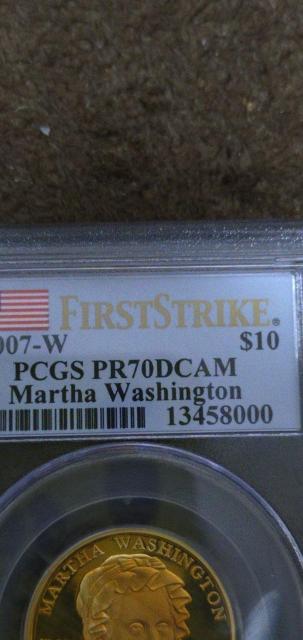 FIRSTSTRIKE®
007-W $10
PCGS PR70DCAM
Martha Washington
13458000
MARTHA WASHINGTON